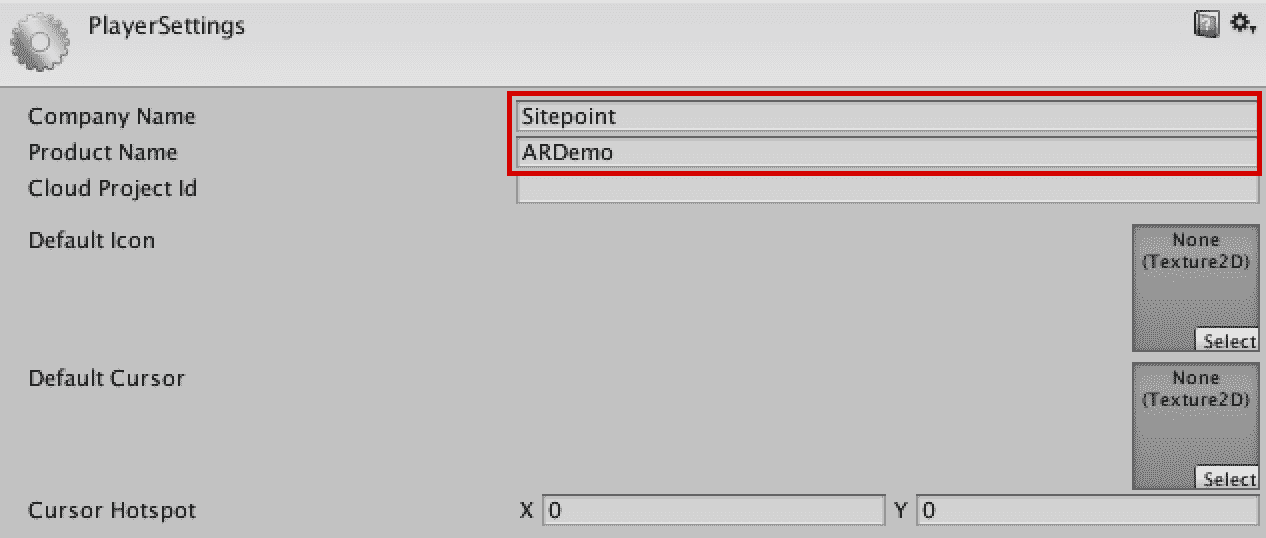 PlayerSettings
Company Name Sitepoint
Product Name ARDemo
Cloud Project Id
Default Icon None
(Texture2D)
Select
Default Cursor None
(Texture2D)
Select
Cursor Hotspot X 0 Y 0